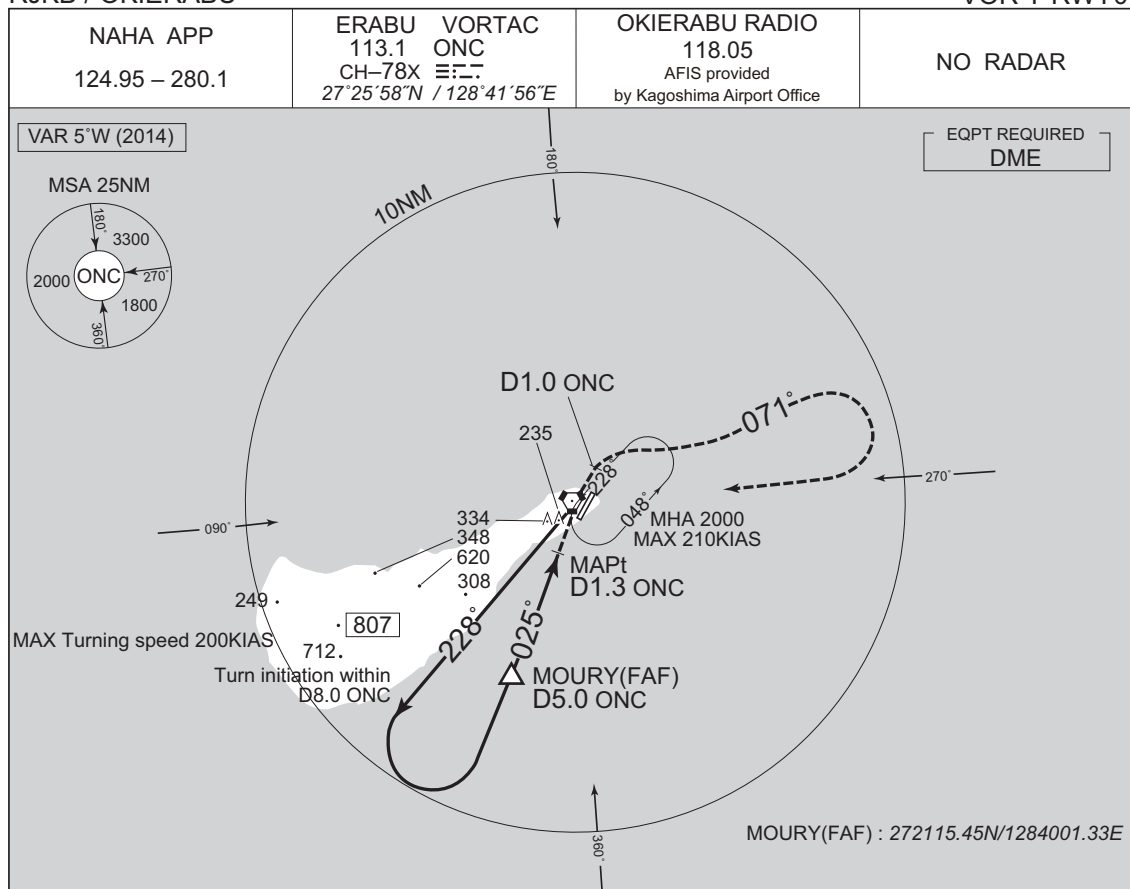 NAHA APP
124.95 – 280.1
ERABU VORTAC
113.1 ONC
CH–78X
27°25´58˝N / 128°41´56˝E
OKIERABU RADIO
118.05
AFIS provided
by Kagoshima Airport Office
NO RADAR
VAR 5°W (2014)
EQPT REQUIRED
DME
MSA 25NM
180°
3300
ONC
2000
270°
1800
360°
10NM
180°
D1.0 ONC
071°
235
228°
270°
048°
MHA 2000
MAX 210KIAS
090°
334
348
620
308
MAPt
D1.3 ONC
249
807
MAX Turning speed 200KIAS
712
228°
025°
Turn initiation within
D8.0 ONC
MOURY(FAF)
D5.0 ONC
MOURY(FAF) : 272115.45N/1284001.33E
360°